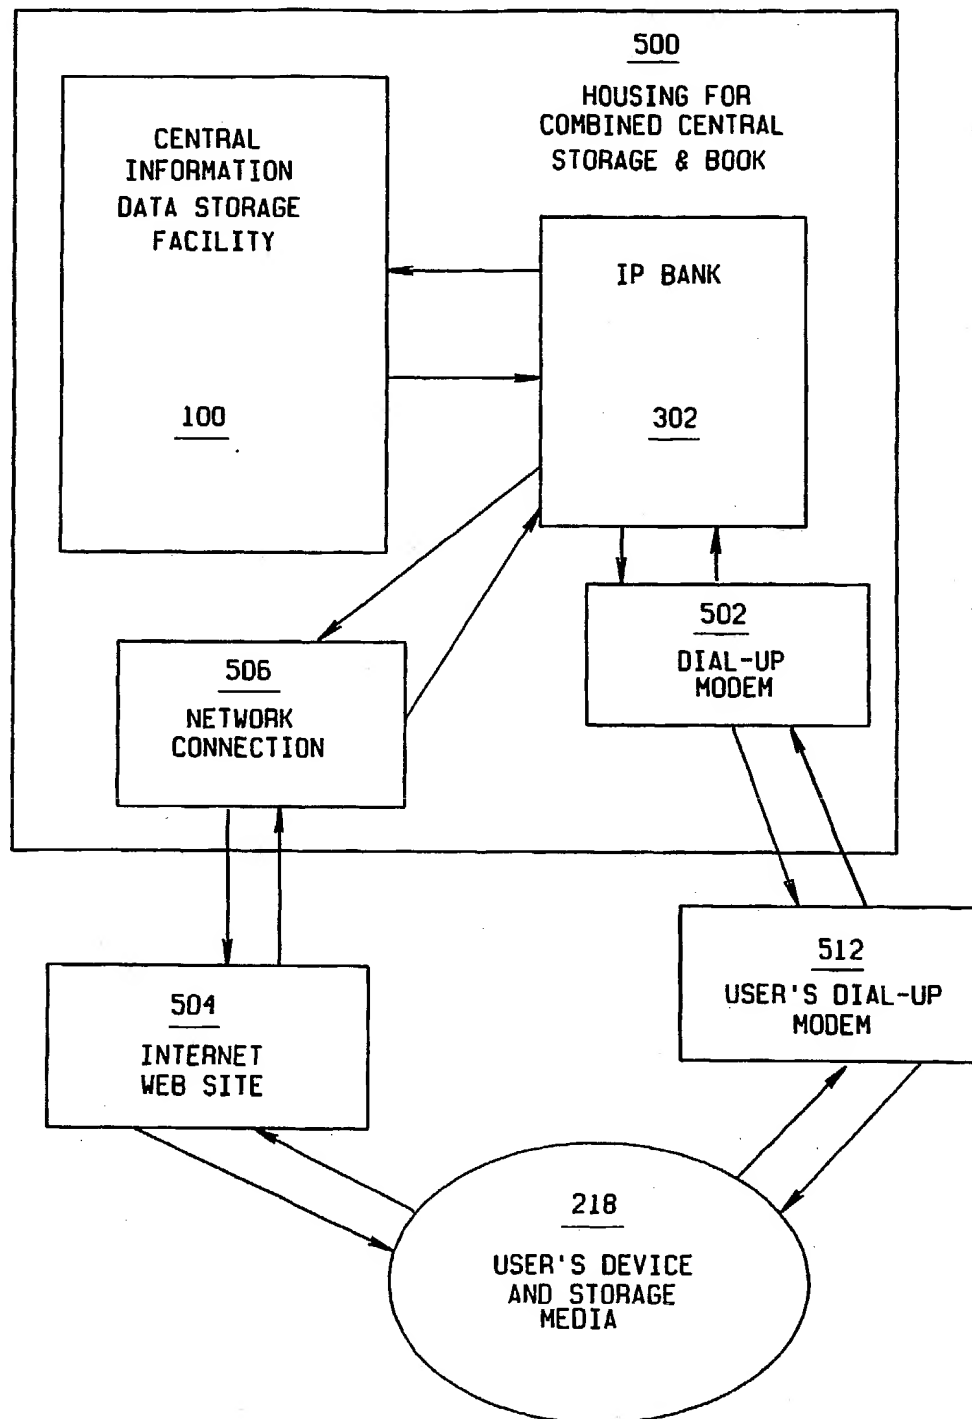 500
HOUSING FOR
COMBINED CENTRAL
STORAGE & BOOK
CENTRAL
INFORMATION
DATA STORAGE
FACILITY
100
IP BANK
302
502
DIAL-UP
MODEM
506
NETWORK
CONNECTION
512
USER'S DIAL-UP
MODEM
504
INTERNET
WEB SITE
218
USER'S DEVICE
AND STORAGE
MEDIA